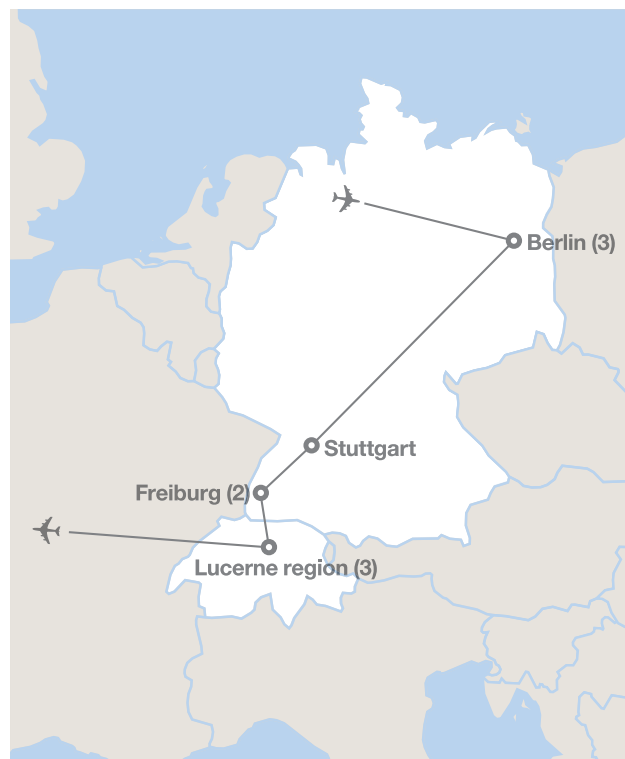 Berlin (3)
Stuttgart
Freiburg (2)
Lucerne region (3)